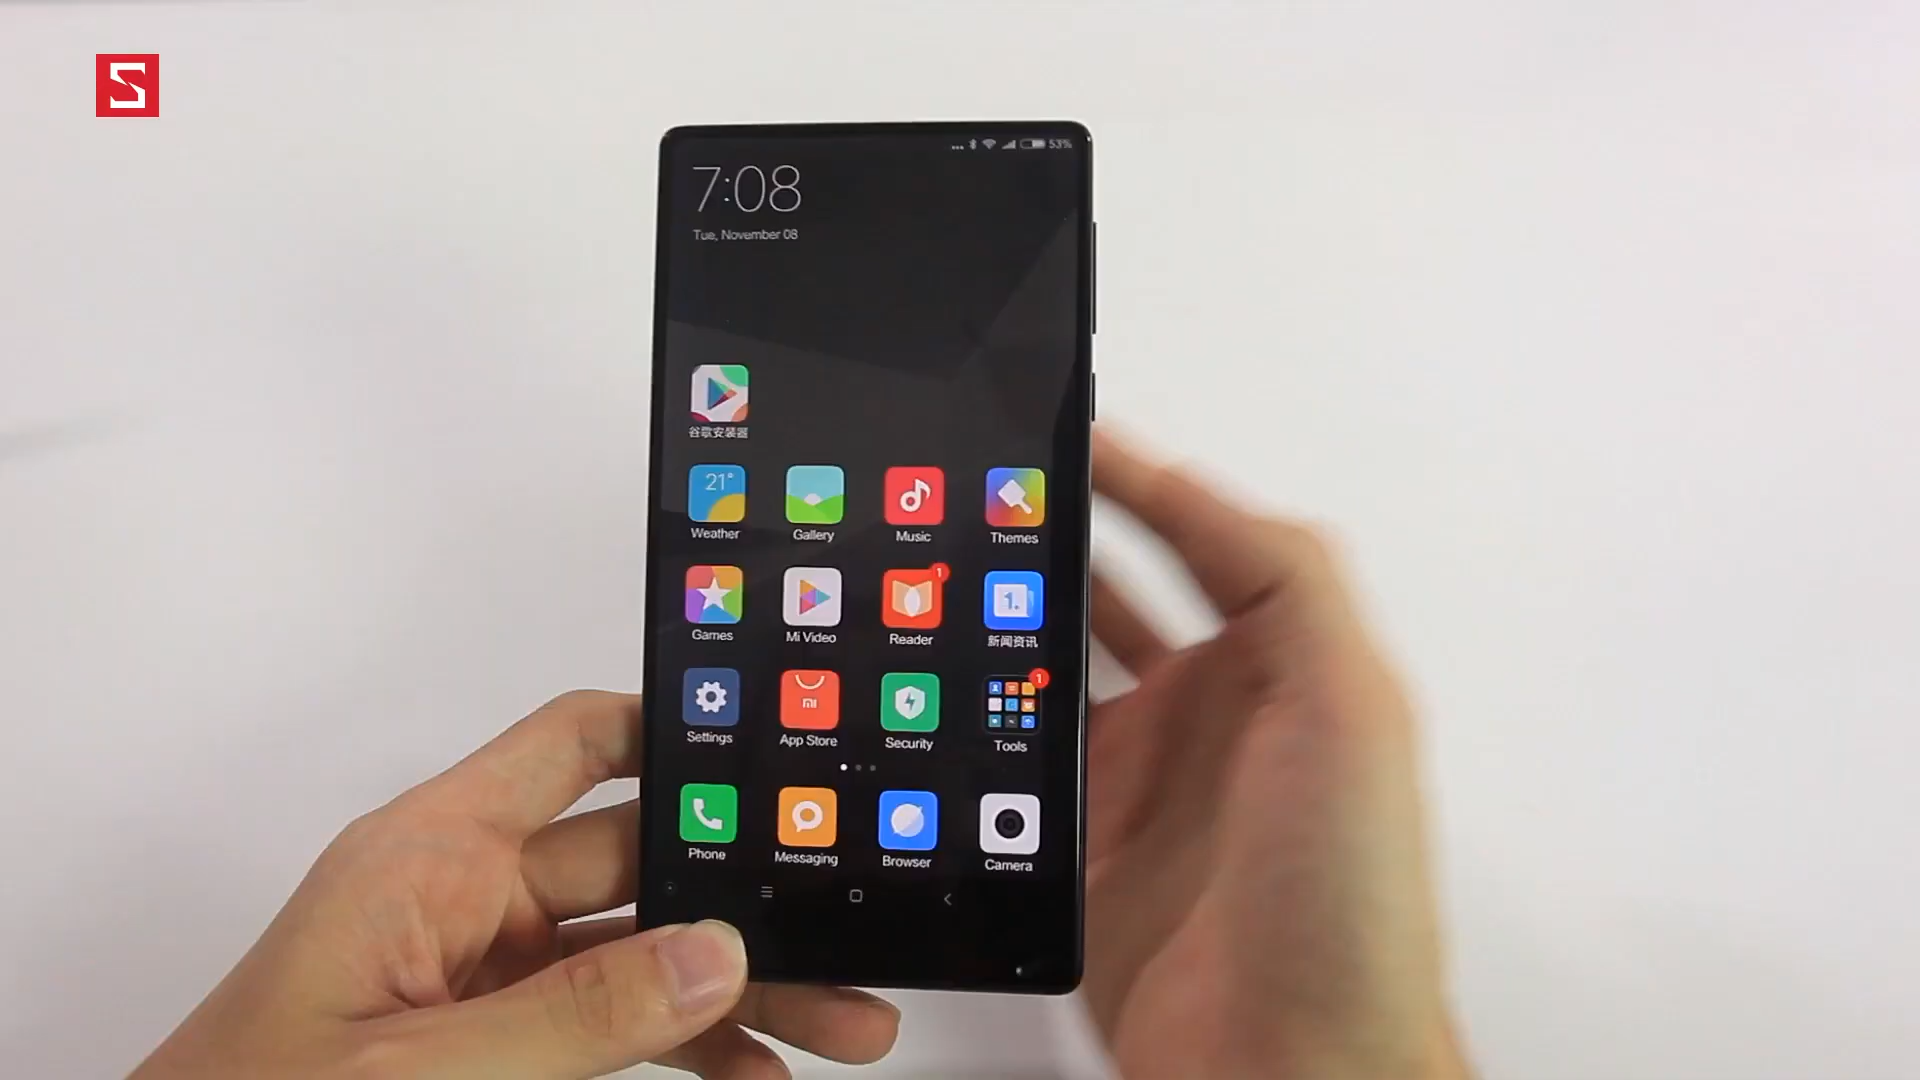 S
53%
7:08
Tue, November 08
谷歌安装器
21°
Weather
Gallery
Music
Themes
1
1.
Games
Mi Video
Reader
新闻资讯
mi
1
Settings
App Store
Security
Tools
Phone
Messaging
Browser
Camera